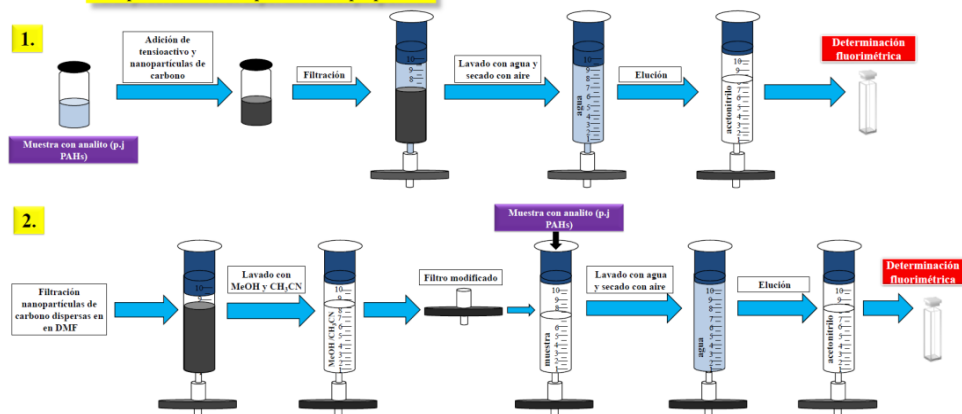 1.
Adición de
tensioactivo y
nanopartículas de
carbono
Filtración
Lavado con agua y
secado con aire
Elución
Determinación
fluorimétrica
agua
acetonitrilo
Muestra con analito (p.j
PAHs)
2.
Muestra con analito (p.j
PAHs)
Filtración
nanopartículas de
carbono dispersas en
en DMF
Lavado con
MeOH y CH₃CN
Filtro modificado
Lavado con agua
y secado con aire
Elución
Determinación
fluorimétrica
MeOH /CH₃CN
muestra
agua
acetonitrilo